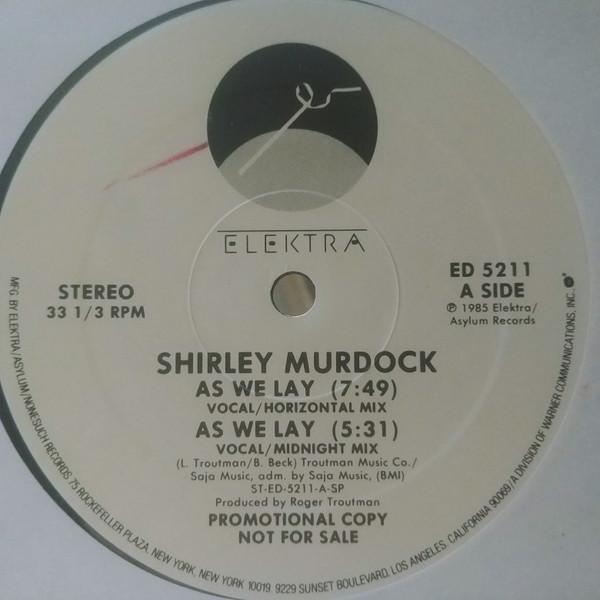 ELEKTRA
STEREO
33 1/3 RPM
ED 5211
A SIDE
℗ 1985 Elektra/
Asylum Records
SHIRLEY MURDOCK
AS WE LAY (7:49)
VOCAL/HORIZONTAL MIX
AS WE LAY (5:31)
VOCAL/MIDNIGHT MIX
(L. Troutman/B. Beck) Troutman Music Co./
Saja Music, adm. by Saja Music, (BMI)
ST-ED-5211-A-SP
Produced by Roger Troutman
PROMOTIONAL COPY
NOT FOR SALE
MFG. BY ELEKTRA/ASYLUM/NONESUCH RECORDS 75 ROCKEFELLER PLAZA, NEW YORK, NEW YORK 10019 9229 SUNSET BOULEVARD, LOS ANGELES, CALIFORNIA 90069/A DIVISION OF WARNER COMMUNICATIONS, INC.